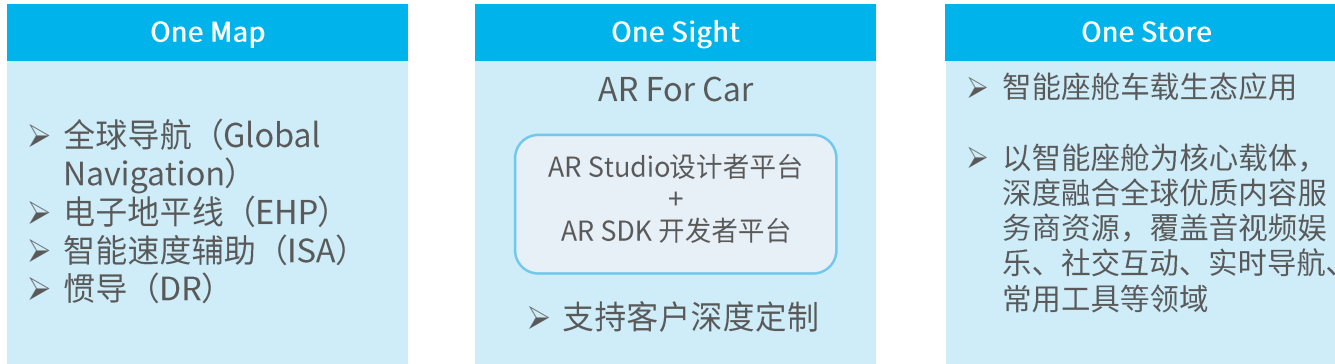 One Map
全球导航（Global
Navigation）
电子地平线（EHP）
智能速度辅助（ISA）
惯导（DR）
One Sight
AR For Car
AR Studio设计者平台
+
AR SDK 开发者平台
支持客户深度定制
One Store
智能座舱车载生态应用
以智能座舱为核心载体，
深度融合全球优质内容服
务商资源，覆盖音视频娱
乐、社交互动、实时导航、
常用工具等领域